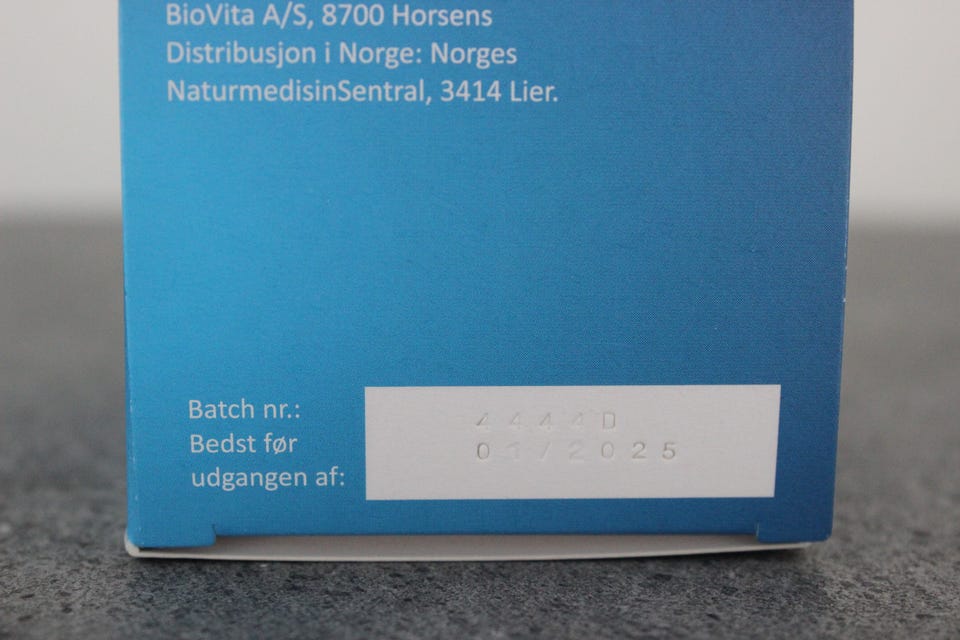 BioVita A/S, 8700 Horsens
Distribusjon i Norge: Norges
NaturmedisinSentral, 3414 Lier.
Batch nr.: 4444D
Bedst før 01/2025
udgangen af: